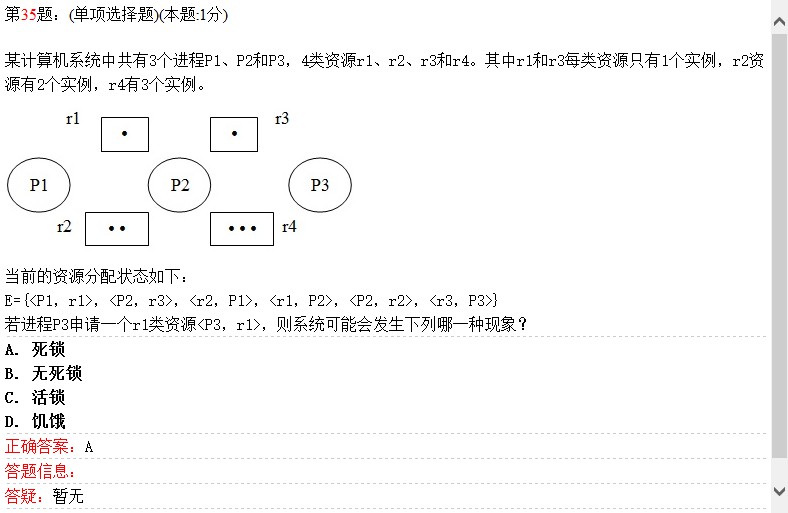 第35题：(单项选择题)(本题:1分)
某计算机系统中共有3个进程P1、P2和P3，4类资源r1、r2、r3和r4。其中r1和r3每类资源只有1个实例，r2资
源有2个实例，r4有3个实例。
r1 r3
P1 P2 P3
r2 r4
当前的资源分配状态如下：
E={<P1，r1>，<P2，r3>，<r2，P1>，<r1，P2>，<P2，r2>，<r3，P3>}
若进程P3申请一个r1类资源<P3，r1>，则系统可能会发生下列哪一种现象？
A. 死锁
B. 无死锁
C. 活锁
D. 饥饿
正确答案：A
答题信息：
答疑：暂无